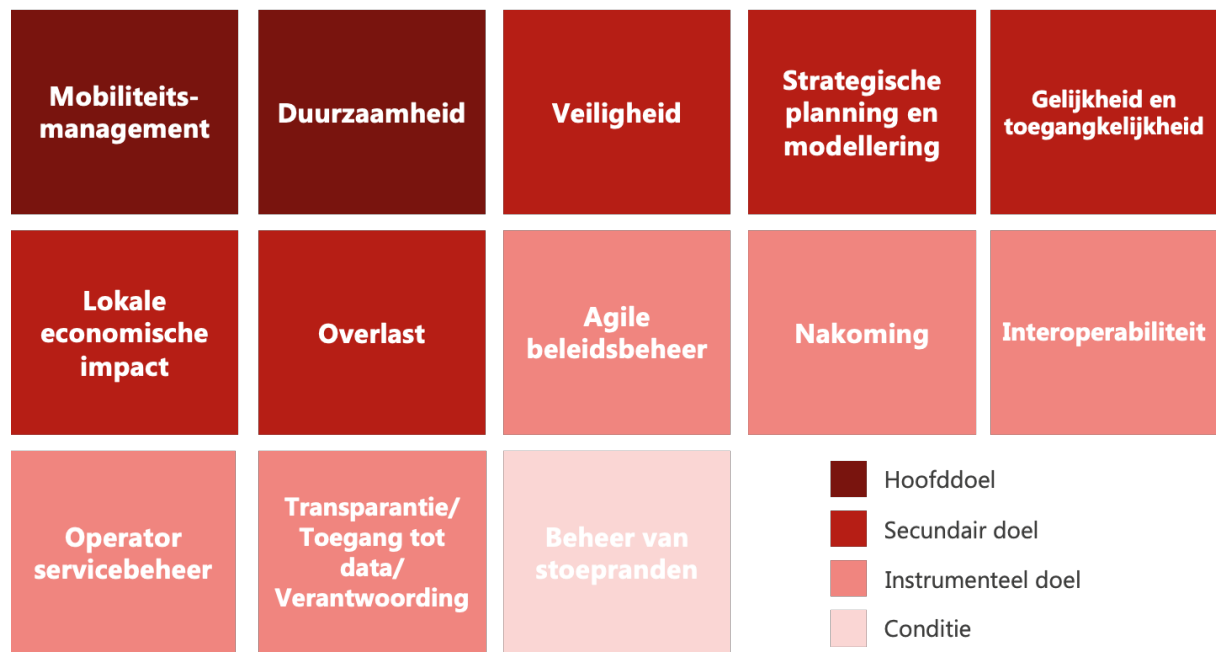 Mobiliteits-
management
Duurzaamheid
Veiligheid
Strategische
planning en
modellering
Gelijkheid en
toegangkelijkheid
Lokale
economische
impact
Overlast
Agile
beleidsbeheer
Nakoming
Interoperabiliteit
Operator
servicebeheer
Transparantie/
Toegang tot
data/
Verantwoording
Beheer van
stoepranden
Hoofddoel
Secundair doel
Instrumenteel doel
Conditie